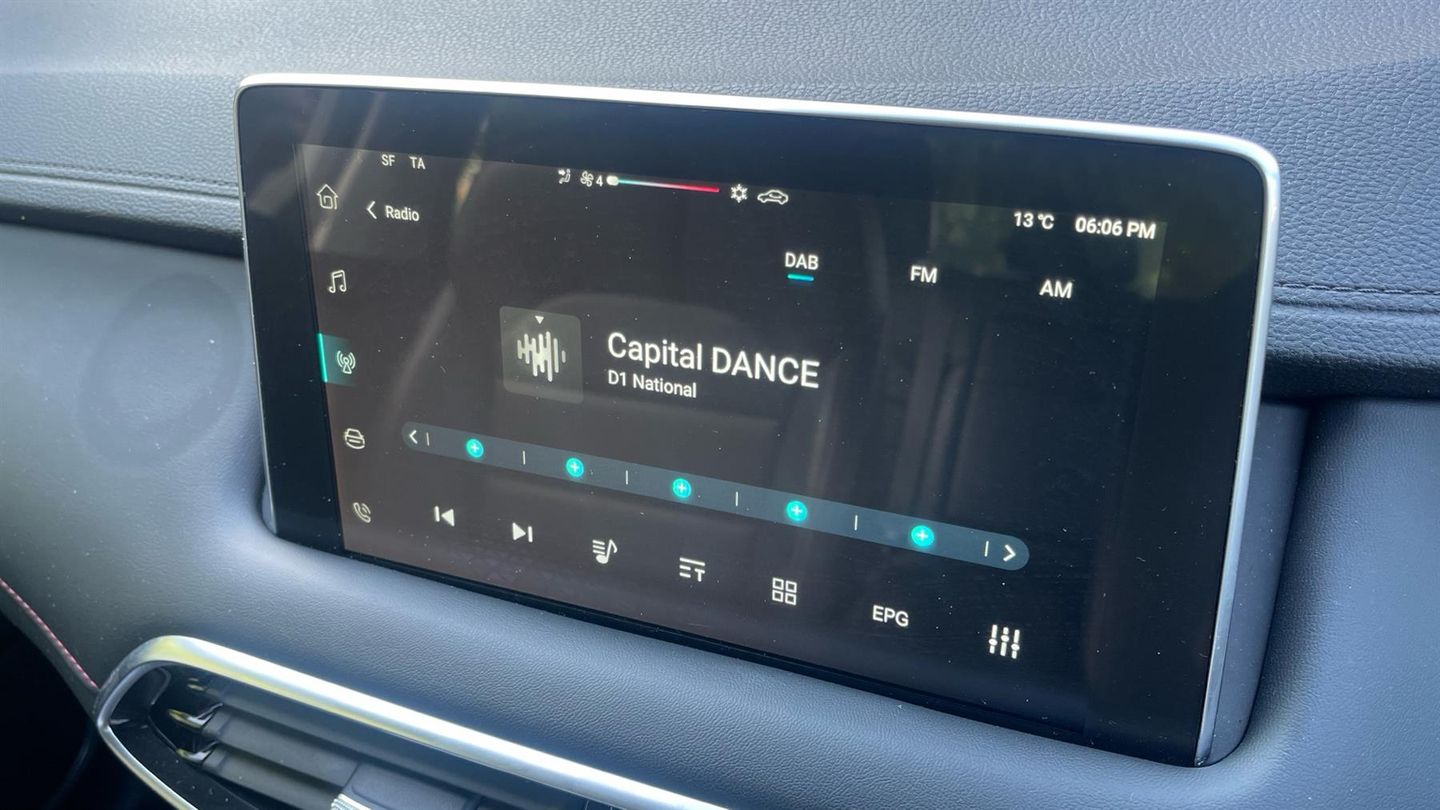 SF TA
4
13 °C 06:06 PM
Radio
DAB FM AM
Capital DANCE
D1 National
EPG